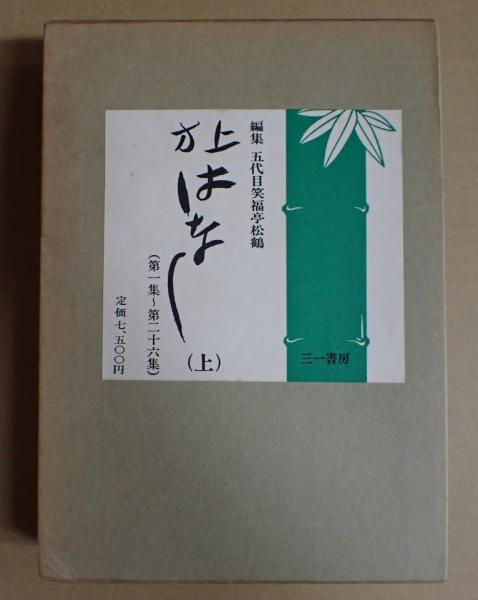 編集 五代目笑福亭松鶴
上方はなし
(第一集~第二十六集)
(上)
定価 七、五〇〇円
三一書房